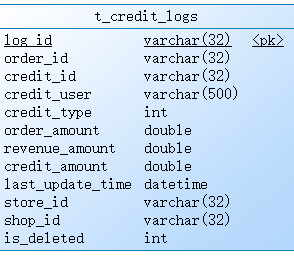 t_credit_logs
log_id varchar(32) <pk>
order_id varchar(32)
credit_id varchar(32)
credit_user varchar(500)
credit_type int
order_amount double
revenue_amount double
credit_amount double
last_update_time datetime
store_id varchar(32)
shop_id varchar(32)
is_deleted int